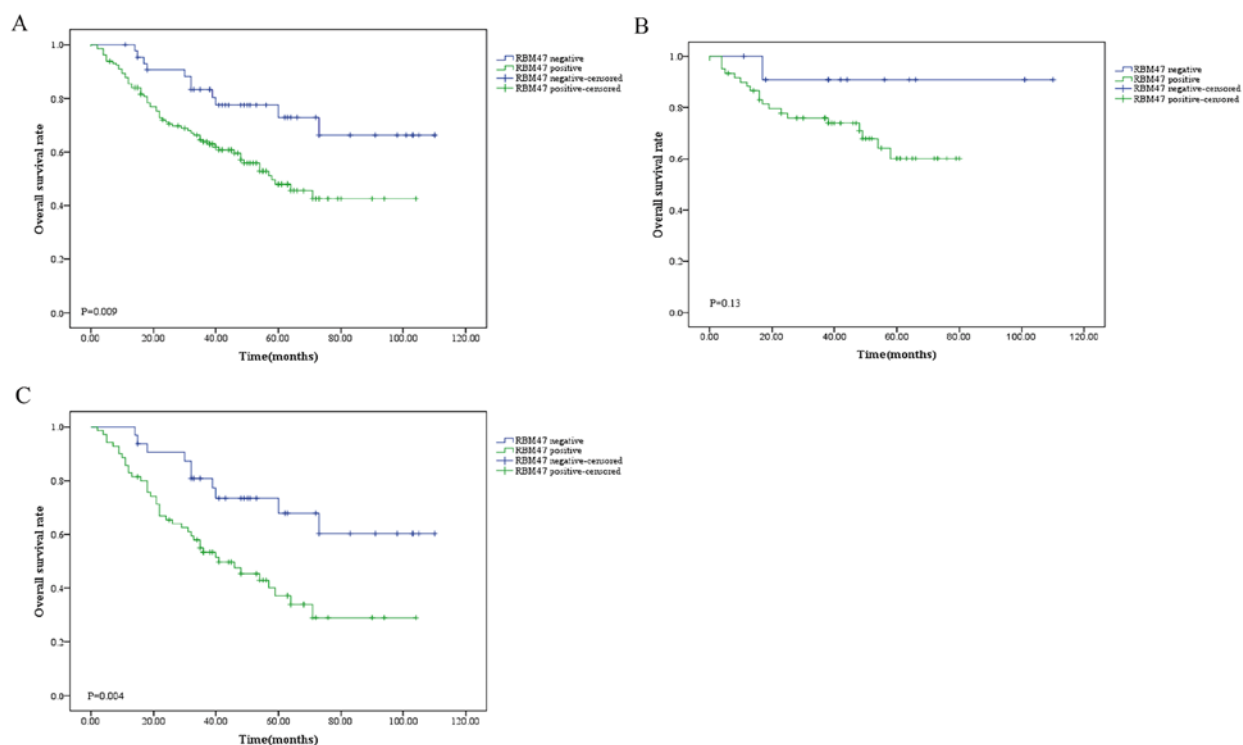 A
Overall survival rate
1.0
0.8
0.6
0.4
0.2
0.0
P=0.009
0.00 20.00 40.00 60.00 80.00 100.00 120.00
Time(months)
RBM47 negative
RBM47 positive
RBM47 negative-censored
RBM47 positive-censored
B
Overall survival rate
1.0
0.8
0.6
0.4
0.2
0.0
P=0.13
0.00 20.00 40.00 60.00 80.00 100.00 120.00
Time(months)
RBM47 negative
RBM47 positive
RBM47 negative-censored
RBM47 positive-censored
C
Overall survival rate
1.0
0.8
0.6
0.4
0.2
0.0
P=0.004
0.00 20.00 40.00 60.00 80.00 100.00 120.00
Time(months)
RBM47 negative
RBM47 positive
RBM47 negative-censored
RBM47 positive-censored